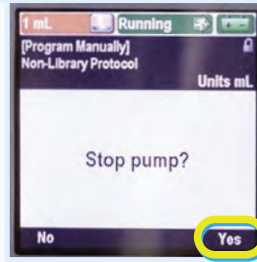 1 mL Running
[Program Manually]
Non-Library Protocol
Units mL
Stop pump?
No Yes